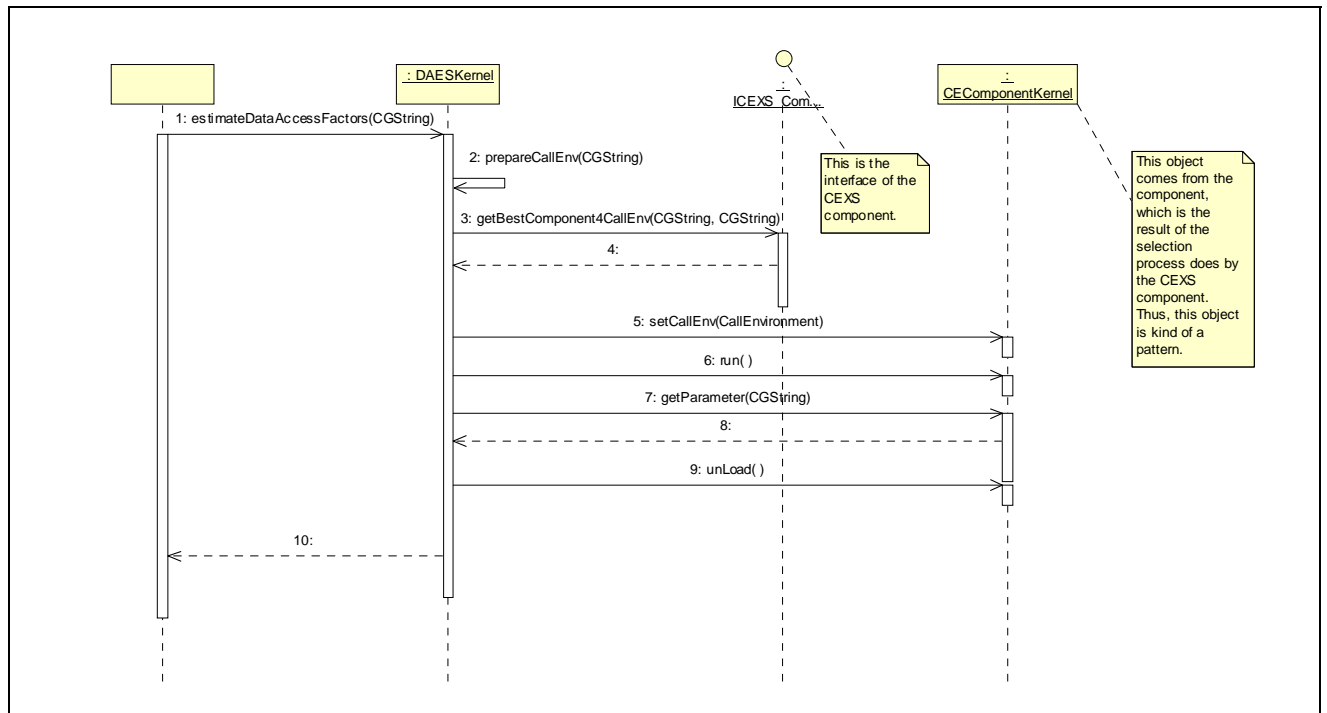 : DAESKernel
:
ICEXS_Com...
:
CEComponentKernel
1: estimateDataAccessFactors(CGString)
2: prepareCallEnv(CGString)
3: getBestComponent4CallEnv(CGString, CGString)
4:
5: setCallEnv(CallEnvironment)
6: run( )
7: getParameter(CGString)
8:
9: unLoad( )
10:
This is the
interface of the
CEXS
component.
This object
comes from the
component,
which is the
result of the
selection
process does by
the CEXS
component.
Thus, this object
is kind of a
pattern.